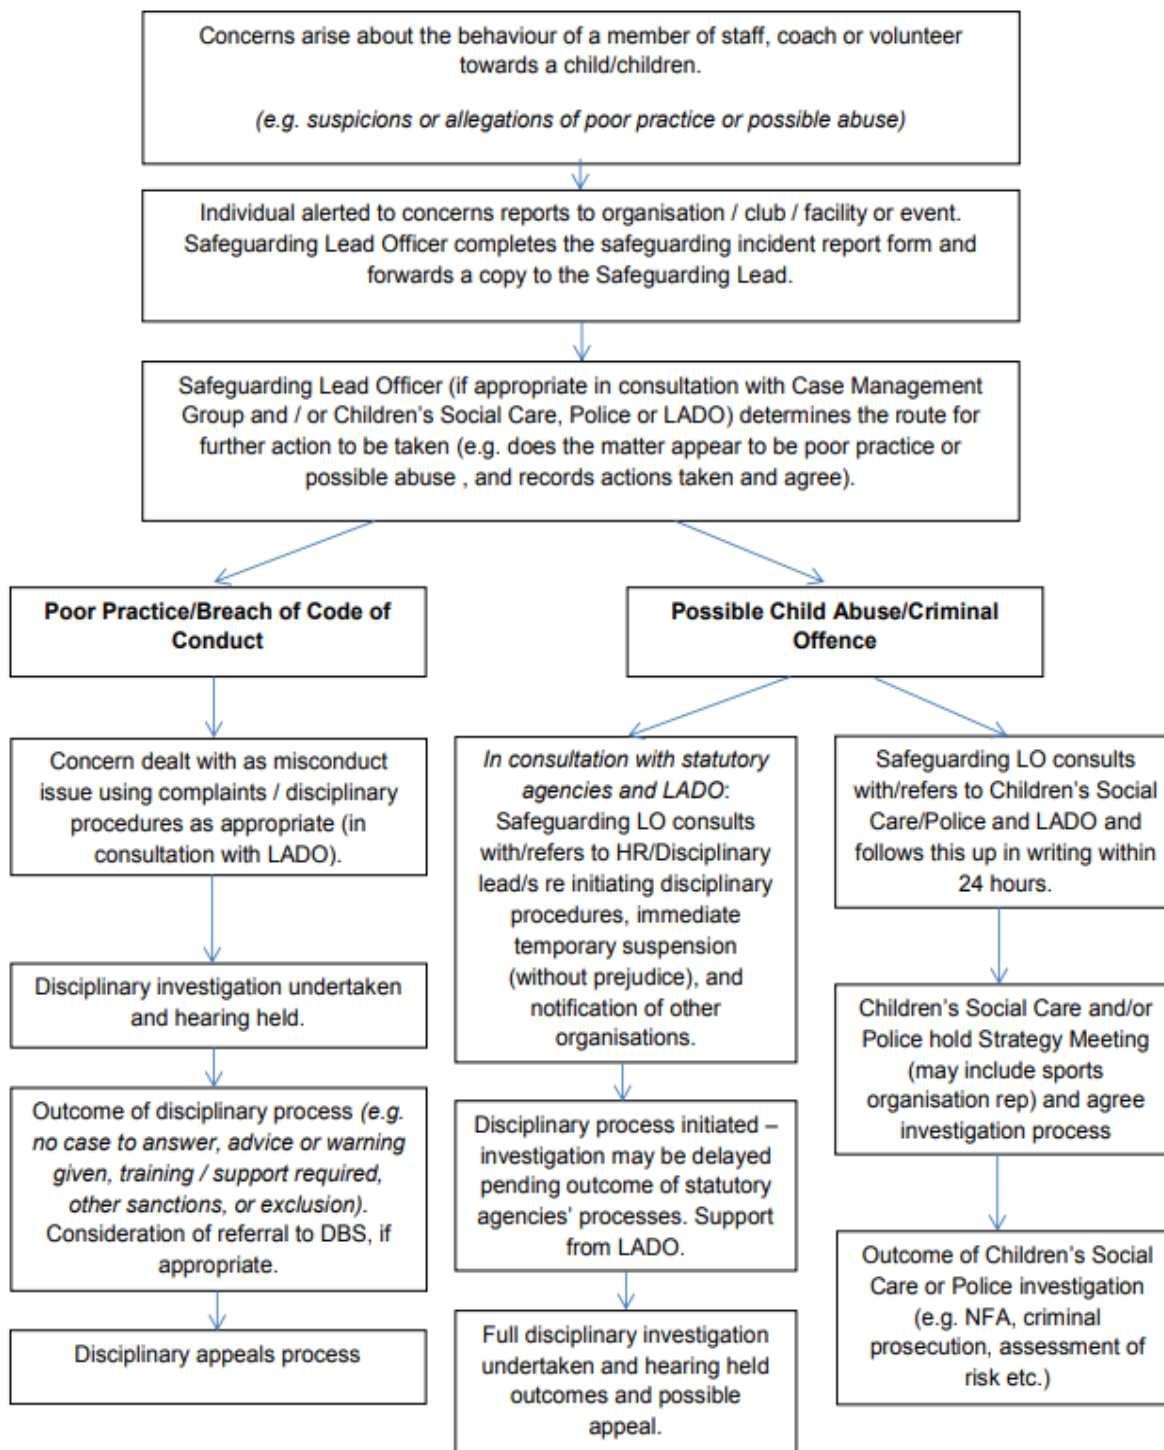 Concerns arise about the behaviour of a member of staff, coach or volunteer
towards a child/children.
(e.g. suspicions or allegations of poor practice or possible abuse)
Individual alerted to concerns reports to organisation / club / facility or event.
Safeguarding Lead Officer completes the safeguarding incident report form and
forwards a copy to the Safeguarding Lead.
Safeguarding Lead Officer (if appropriate in consultation with Case Management
Group and / or Children's Social Care, Police or LADO) determines the route for
further action to be taken (e.g. does the matter appear to be poor practice or
possible abuse , and records actions taken and agree).
Poor Practice/Breach of Code of
Conduct
Concern dealt with as misconduct
issue using complaints / disciplinary
procedures as appropriate (in
consultation with LADO).
Disciplinary investigation undertaken
and hearing held.
Outcome of disciplinary process (e.g.
no case to answer, advice or warning
given, training / support required,
other sanctions, or exclusion).
Consideration of referral to DBS, if
appropriate.
Disciplinary appeals process
Possible Child Abuse/Criminal
Offence
In consultation with statutory
agencies and LADO:
Safeguarding LO consults
with/refers to HR/Disciplinary
lead/s re initiating disciplinary
procedures, immediate
temporary suspension
(without prejudice), and
notification of other
organisations.
Disciplinary process initiated –
investigation may be delayed
pending outcome of statutory
agencies' processes. Support
from LADO.
Full disciplinary investigation
undertaken and hearing held
outcomes and possible
appeal.
Safeguarding LO consults
with/refers to Children's Social
Care/Police and LADO and
follows this up in writing within
24 hours.
Children's Social Care and/or
Police hold Strategy Meeting
(may include sports
organisation rep) and agree
investigation process
Outcome of Children's Social
Care or Police investigation
(e.g. NFA, criminal
prosecution, assessment of
risk etc.)